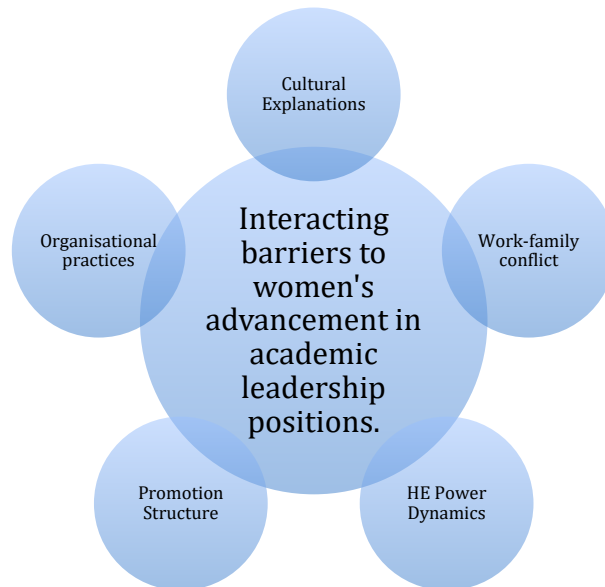 Cultural
Explanations
Organisational
practices
Interacting
barriers to
women's
advancement in
academic
leadership
positions.
Work-family
conflict
Promotion
Structure
HE Power
Dynamics